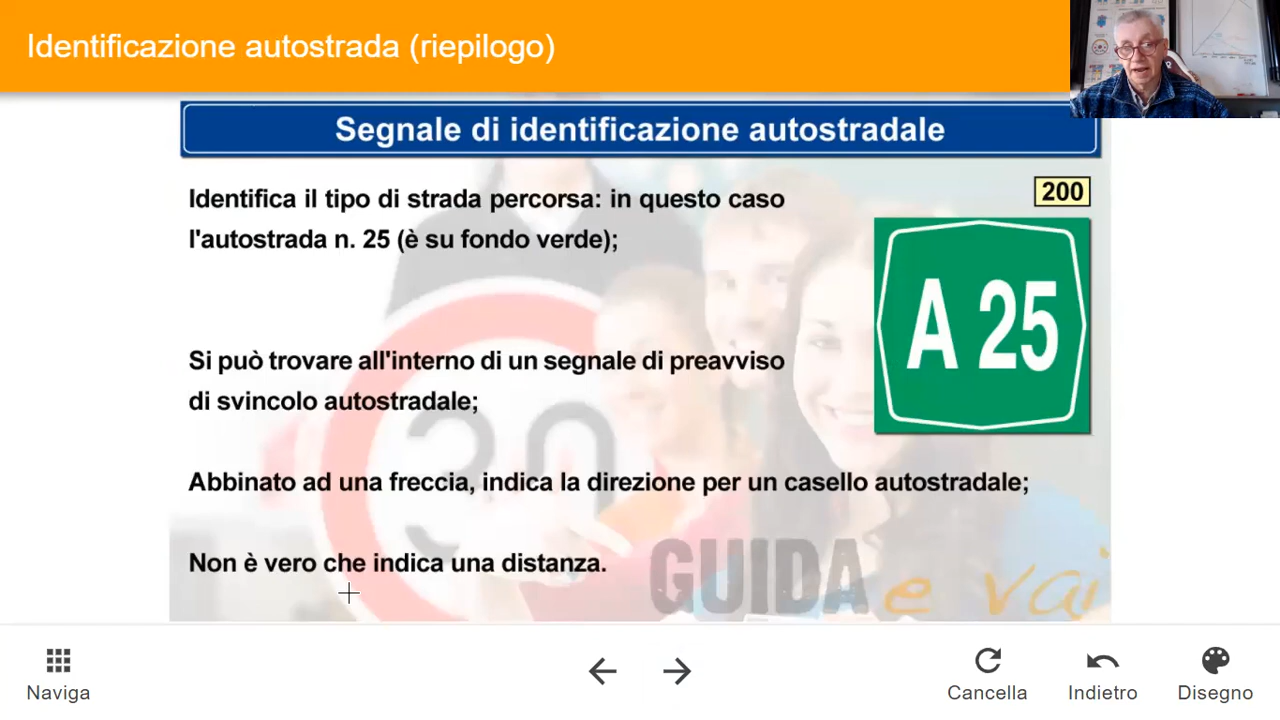 Identificazione autostrada (riepilogo)
Segnale di identificazione autostradale
Identifica il tipo di strada percorsa: in questo caso
l'autostrada n. 25 (è su fondo verde);
200
A 25
Si può trovare all'interno di un segnale di preavviso
di svincolo autostradale;
30
Abbinato ad una freccia, indica la direzione per un casello autostradale;
Non è vero che indica una distanza.
GUIDA e vai
Naviga
Cancella
Indietro
Disegno